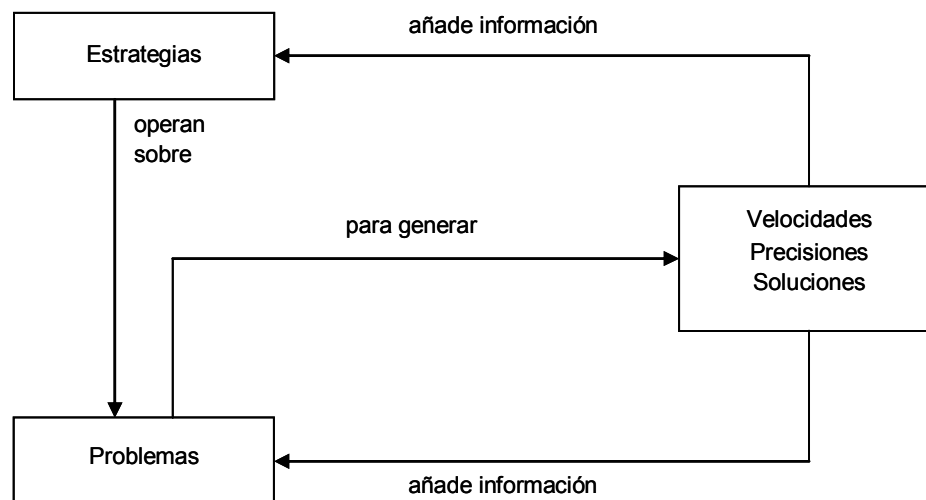 añade información
Estrategias
operan
sobre
para generar
Velocidades
Precisiones
Soluciones
Problemas
añade información